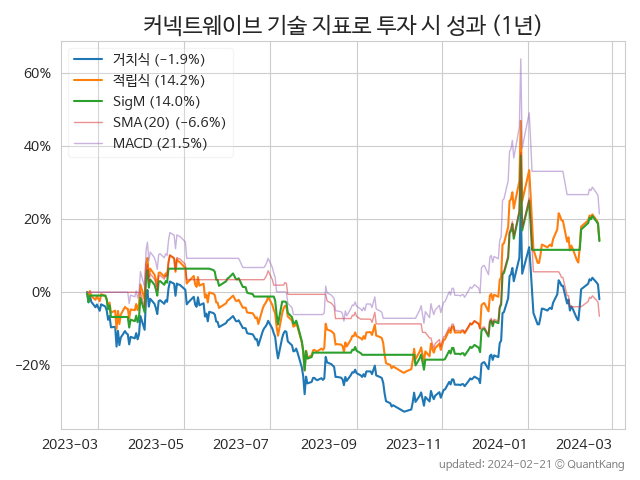 커넥트웨이브 기술 지표로 투자 시 성과 (1년)
거치식 (−1.9%)
적립식 (14.2%)
SigM (14.0%)
SMA(20) (−6.6%)
MACD (21.5%)
60%
40%
20%
0%
−20%
2023−03 2023−05 2023−07 2023−09 2023−11 2024−01 2024−03
updated: 2024−02−21 © QuantKang